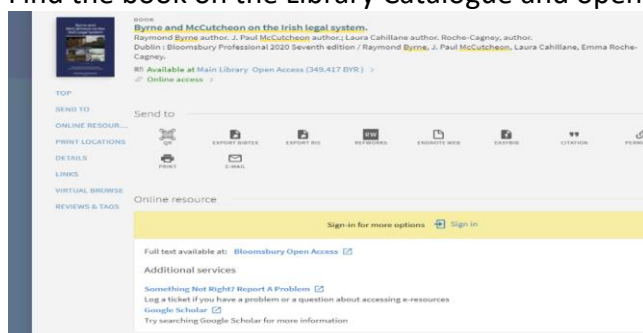 Find the book on the Library Catalogue and open
BOOK
Byrne and McCutcheon on the Irish legal system.
Raymond Byrne author. J. Paul McCutcheon author.; Laura Cahillane author. Roche-Cagney, author.
Dublin : Bloomsbury Professional 2020 Seventh edition / Raymond Byrne, J. Paul McCutcheon, Laura Cahillane, Emma Roche-
Cagney.
Available at Main Library Open Access (349.417 BYR ) >
Online access >
TOP
SEND TO
ONLINE RESOUR...
PRINT LOCATIONS
DETAILS
LINKS
VIRTUAL BROWSE
REVIEWS & TAGS
Send to
QR
EXPORT BIBTEX
EXPORT RIS
RW
REFWORKS
ENDNOTE WEB
EASYBIB
CITATION
PRINT
E-MAIL
Online resource
Sign-in for more options Sign in
Full text available at: Bloomsbury Open Access
Additional services
Something Not Right? Report A Problem
Log a ticket if you have a problem or a question about accessing e-resources
Google Scholar
Try searching Google Scholar for more information